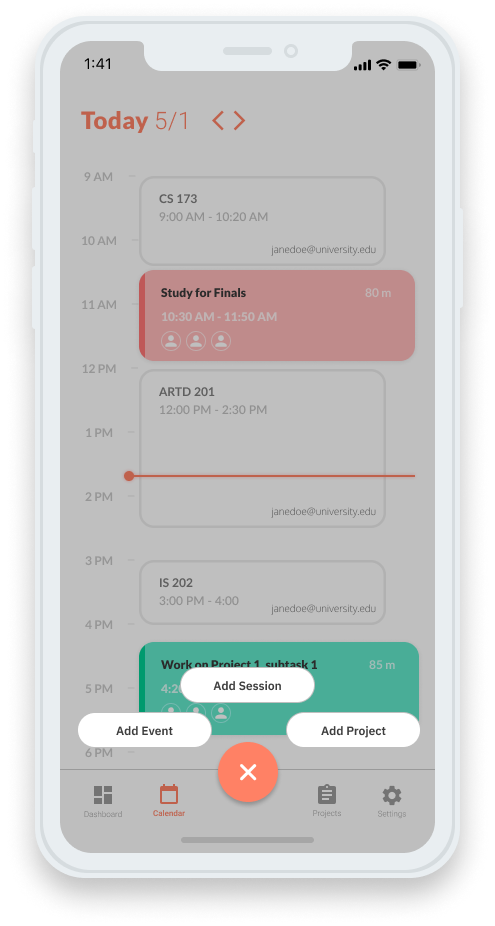 1:41
Today 5/1
9 AM
CS 173
9:00 AM - 10:20 AM
10 AM
janedoe@university.edu
Study for Finals 80 m
11 AM
10:30 AM - 11:50 AM
12 PM
ARTD 201
12:00 PM - 2:30 PM
1 PM
2 PM
janedoe@university.edu
3 PM
IS 202
3:00 PM - 4:00
janedoe@university.edu
4 PM
Work on Project 1, subtask 1 85 m
5 PM
Add Session
Add Event
Add Project
6 PM
Dashboard
Calendar
Projects
Settings